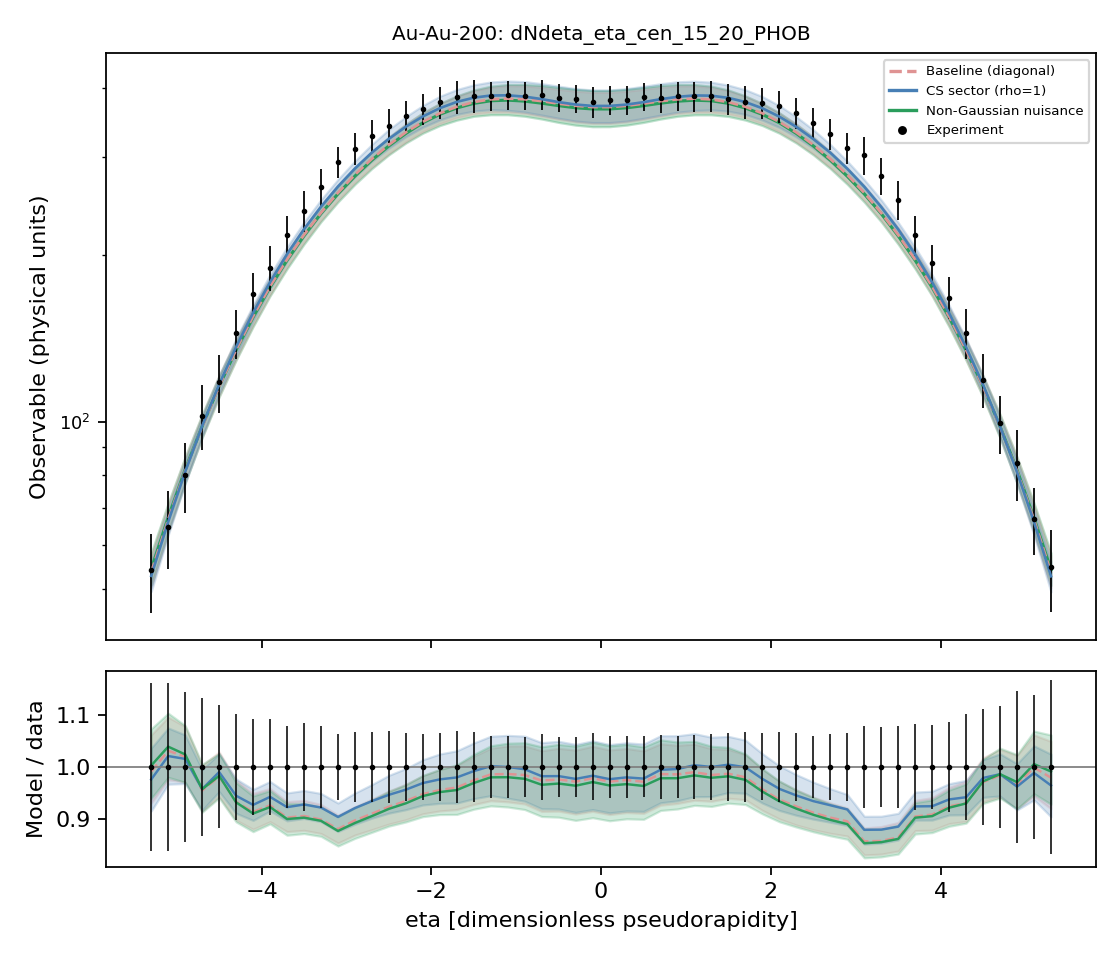 Au-Au-200: dNdeta_eta_cen_15_20_PHOB
Observable (physical units)
10²
Baseline (diagonal)
CS sector (rho=1)
Non-Gaussian nuisance
Experiment
Model / data
1.1
1.0
0.9
−4 −2 0 2 4
eta [dimensionless pseudorapidity]